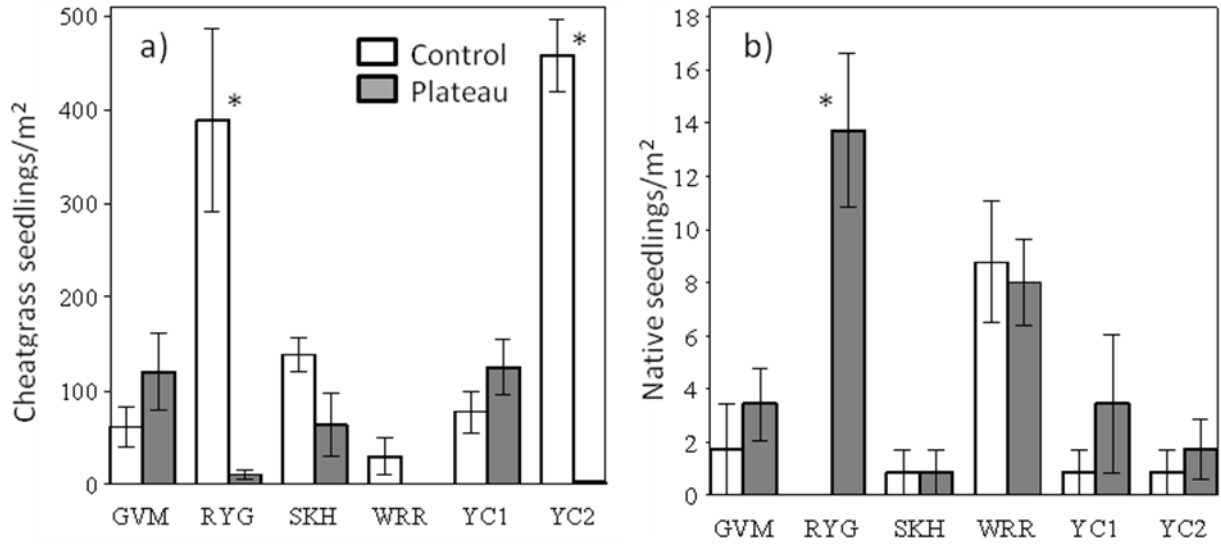 a)
Control
Plateau
*
*
Cheatgrass seedlings/m²
500
400
300
200
100
0
GVM RYG SKH WRR YC1 YC2
b)
*
Native seedlings/m²
18
16
14
12
10
8
6
4
2
0
GVM RYG SKH WRR YC1 YC2